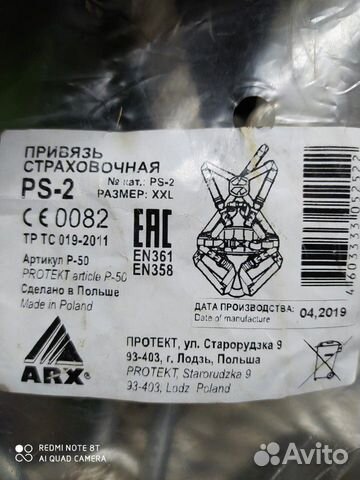 ПРИВЯЗЬ
СТРАХОВОЧНАЯ
PS-2 № кат.: PS-2
РАЗМЕР: XXL
CE 0082
ТР ТС 019-2011
EAC
EN361
EN358
Артикул P-50
PROTEKT article P-50
Сделано в Польше
Made in Poland
ДАТА ПРОИЗВОДСТВА:
Date of manufacture
04,2019
ПРОТЕКТ, ул. Старорудзка 9
93-403, г. Лодзь, Польша
PROTEKT, Starorudzka 9
93-403, Lodz Poland
ARX
REDMI NOTE 8T
AI QUAD CAMERA
Avito